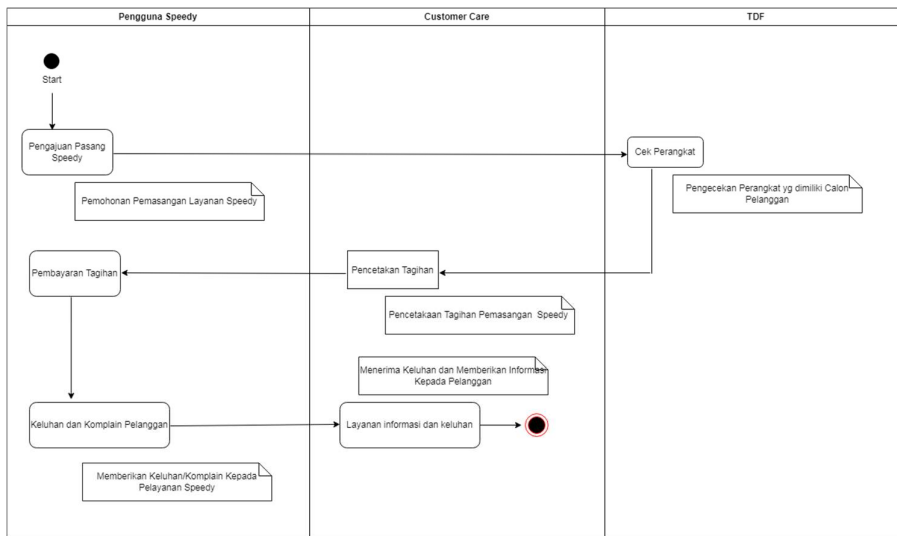 Pengguna Speedy
Customer Care
TDF
Start
Pengajuan Pasang
Speedy
Cek Perangkat
Pemohonan Pemasangan Layanan Speedy
Pengecekan Perangkat yg dimiliki Calon
Pelanggan
Pembayaran Tagihan
Pencetakan Tagihan
Pencetakaan Tagihan Pemasangan Speedy
Menerima Keluhan dan Memberikan Informasi
Kepada Pelanggan
Keluhan dan Komplain Pelanggan
Layanan informasi dan keluhan
Memberikan Keluhan/Komplain Kepada
Pelayanan Speedy